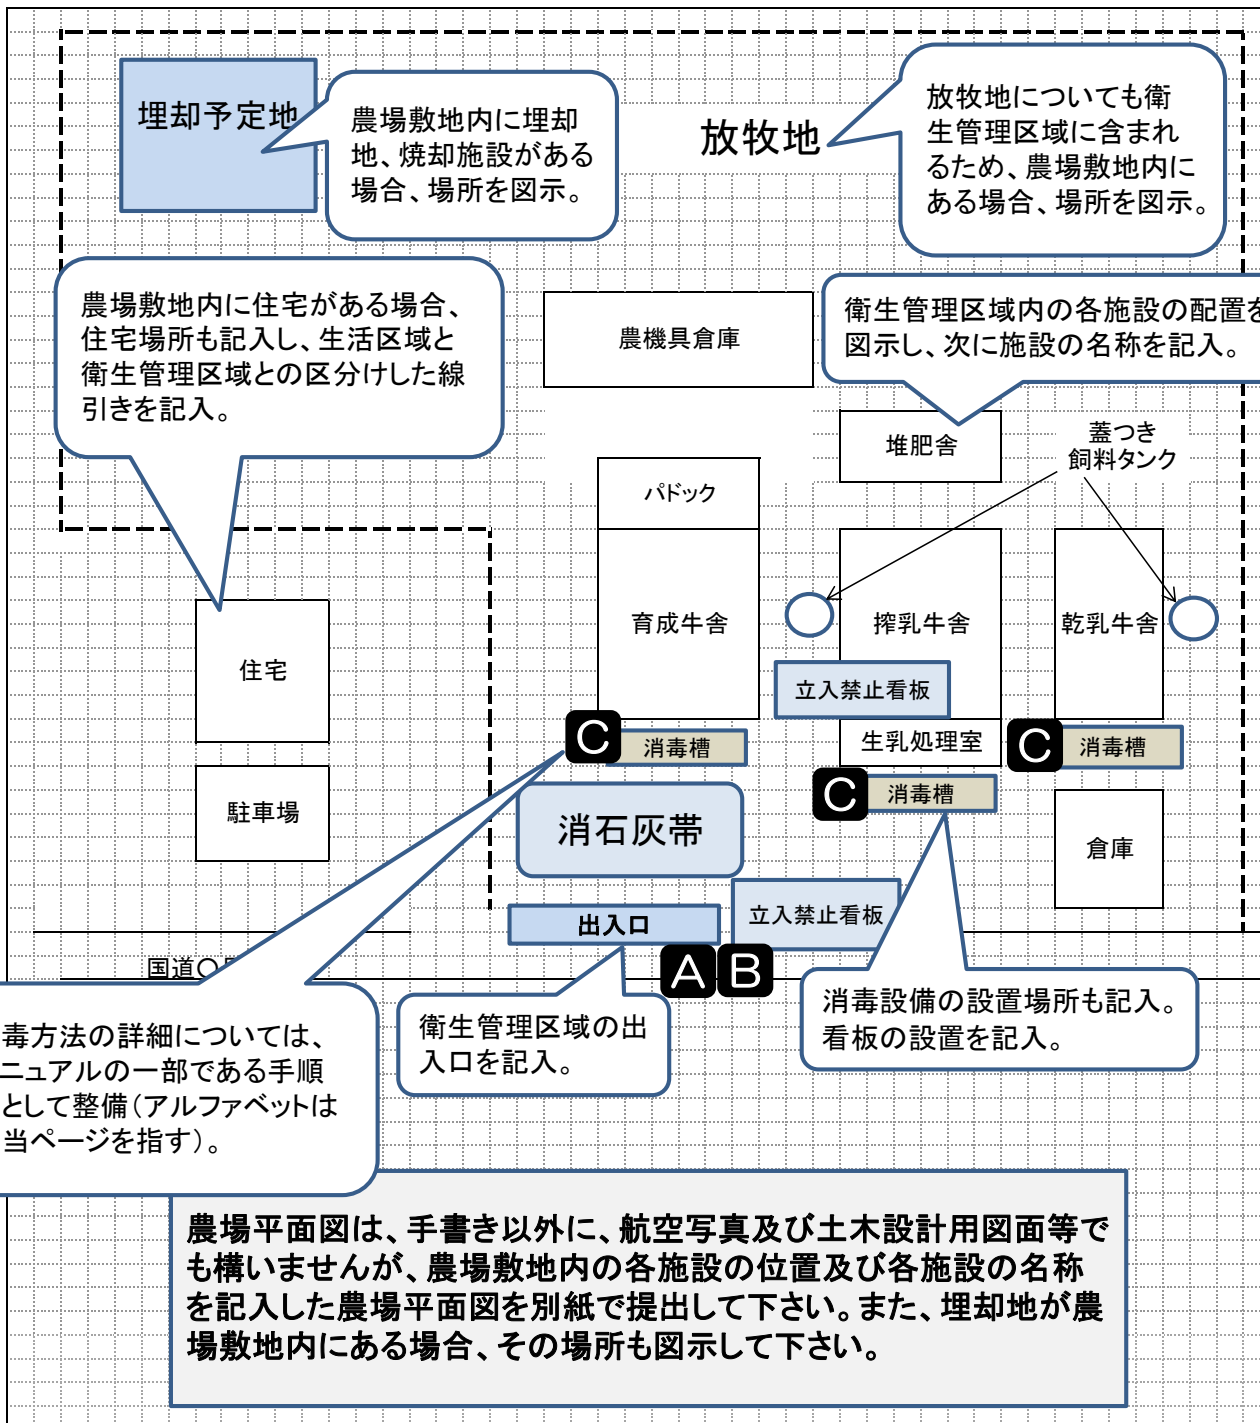 埋却予定地
農場敷地内に埋却
地、焼却施設がある
場合、場所を図示。
放牧地
放牧地についても衛
生管理区域に含まれ
るため、農場敷地内に
ある場合、場所を図示。
農場敷地内に住宅がある場合、
住宅場所も記入し、生活区域と
衛生管理区域との区分けした線
引きを記入。
農機具倉庫
衛生管理区域内の各施設の配置を
図示し、次に施設の名称を記入。
堆肥舎
蓋つき
飼料タンク
パドック
育成牛舎
搾乳牛舎
乾乳牛舎
住宅
立入禁止看板
C
消毒槽
生乳処理室
C
消毒槽
C
消毒槽
駐車場
消石灰帯
倉庫
出入口
立入禁止看板
A
B
国道〇
毒方法の詳細については、
ニュアルの一部である手順
として整備(アルファベットは
当ページを指す)。
衛生管理区域の出
入口を記入。
消毒設備の設置場所も記入。
看板の設置を記入。
農場平面図は、手書き以外に、航空写真及び土木設計用図面等で
も構いませんが、農場敷地内の各施設の位置及び各施設の名称
を記入した農場平面図を別紙で提出して下さい。また、埋却地が農
場敷地内にある場合、その場所も図示して下さい。